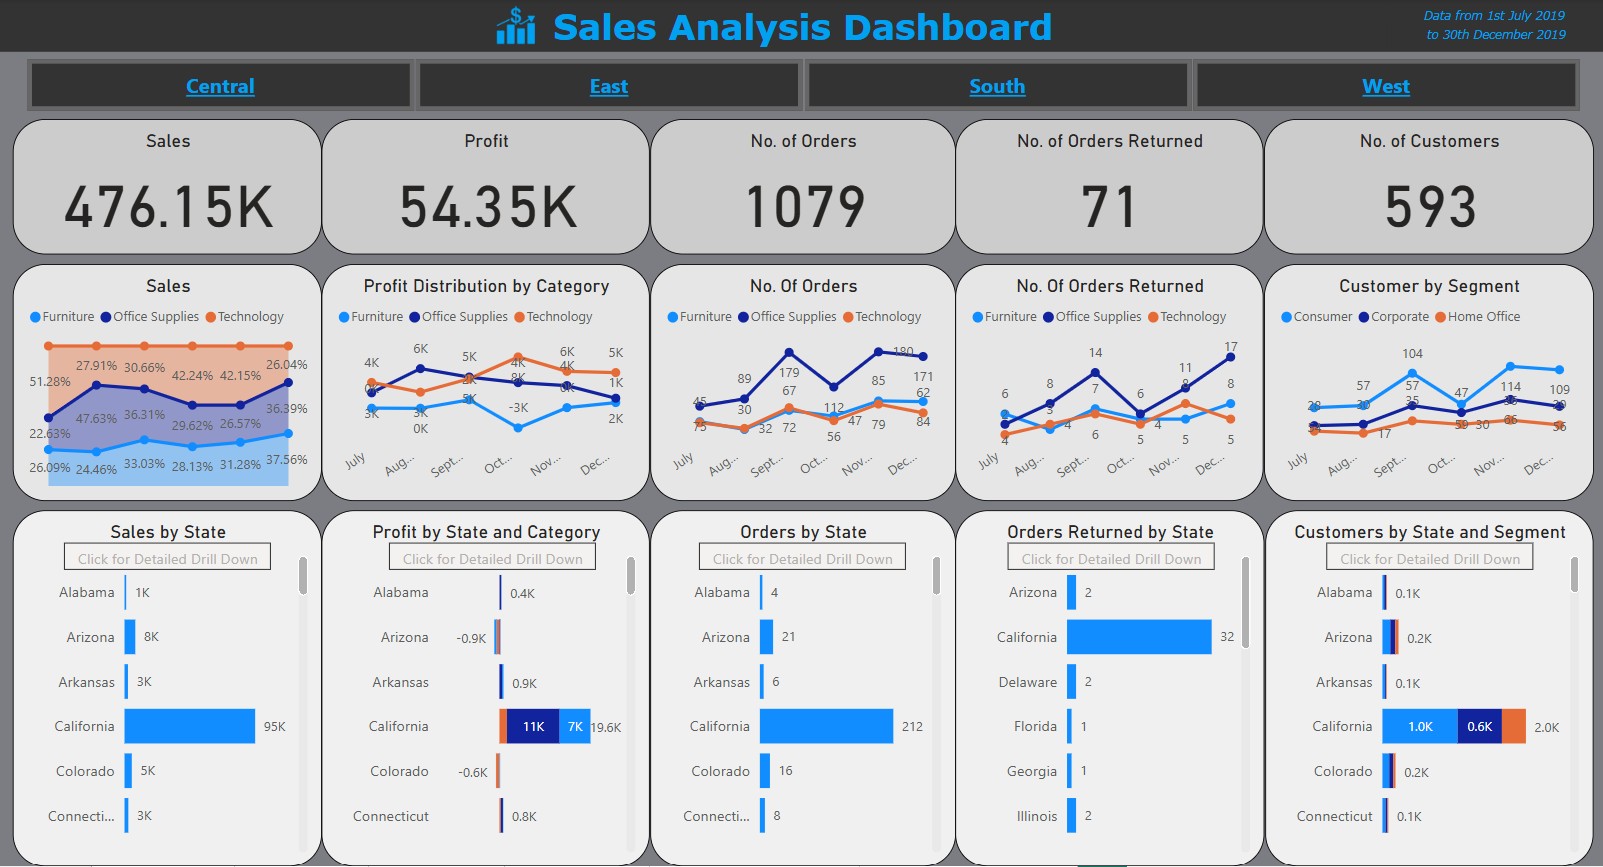 Sales Analysis Dashboard
Data from 1st July 2019
to 30th December 2019
Central East South West
Sales Profit No. of Orders No. of Orders Returned No. of Customers
476.15K 54.35K 1079 71 593
Sales
Furniture Office Supplies Technology
51.28% 27.91% 30.66% 42.24% 42.15% 26.04%
22.63% 47.63% 36.31% 29.62% 26.57% 36.39%
26.09% 24.46% 33.03% 28.13% 31.28% 37.56%
Profit Distribution by Category
Furniture Office Supplies Technology
4K 6K 5K 4K 6K 5K
8K 4K 1K
3K 3K 5K -3K 2K
0K
July Aug... Sept... Oct... Nov... Dec...
No. Of Orders
Furniture Office Supplies Technology
45 89 179 112 180 171
30 67 85 62
75 32 72 56 47 79 84
July Aug... Sept... Oct... Nov... Dec...
No. Of Orders Returned
Furniture Office Supplies Technology
6 8 14 6 11 17
3 7 8 8
4 4 6 5 4 5 5
July Aug... Sept... Oct... Nov... Dec...
Customer by Segment
Consumer Corporate Home Office
57 104 47 114 109
57 35
17 59 30 66 56
July Aug... Sept... Oct... Nov... Dec...
Sales by State
Click for Detailed Drill Down
Alabama 1K
Arizona 8K
Arkansas 3K
California 95K
Colorado 5K
Connecti... 3K
Profit by State and Category
Click for Detailed Drill Down
Alabama 0.4K
Arizona -0.9K
Arkansas 0.9K
California 11K 7K 19.6K
Colorado -0.6K
Connecticut 0.8K
Orders by State
Click for Detailed Drill Down
Alabama 4
Arizona 21
Arkansas 6
California 212
Colorado 16
Connecti... 8
Orders Returned by State
Click for Detailed Drill Down
Arizona 2
California 32
Delaware 2
Florida 1
Georgia 1
Illinois 2
Customers by State and Segment
Click for Detailed Drill Down
Alabama 0.1K
Arizona 0.2K
Arkansas 0.1K
California 1.0K 0.6K 2.0K
Colorado 0.2K
Connecticut 0.1K